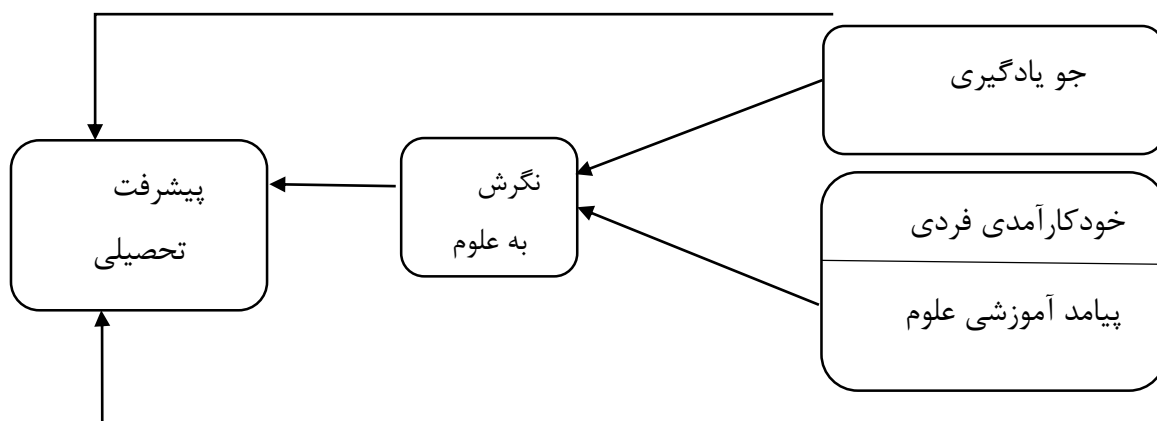 جو یادگیری
خودکارآمدی فردی
پیامد آموزشی علوم
نگرش
به علوم
پیشرفت
تحصیلی